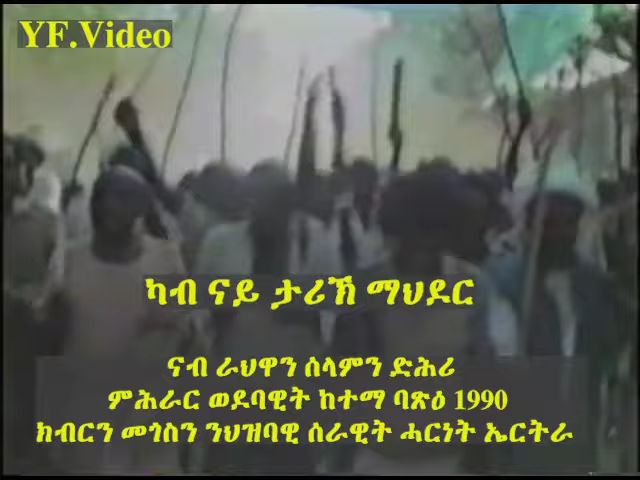 YF.Video
ካብ ናይ ታሪኽ ማህደር
ናብ ራህዋን ሰላምን ድሕሪ
ምሕራር ወደባዊት ከተማ ባጽዕ 1990
ክብርን መጎስን ንህዝባዊ ሰራዊት ሓርነት ኤርትራ